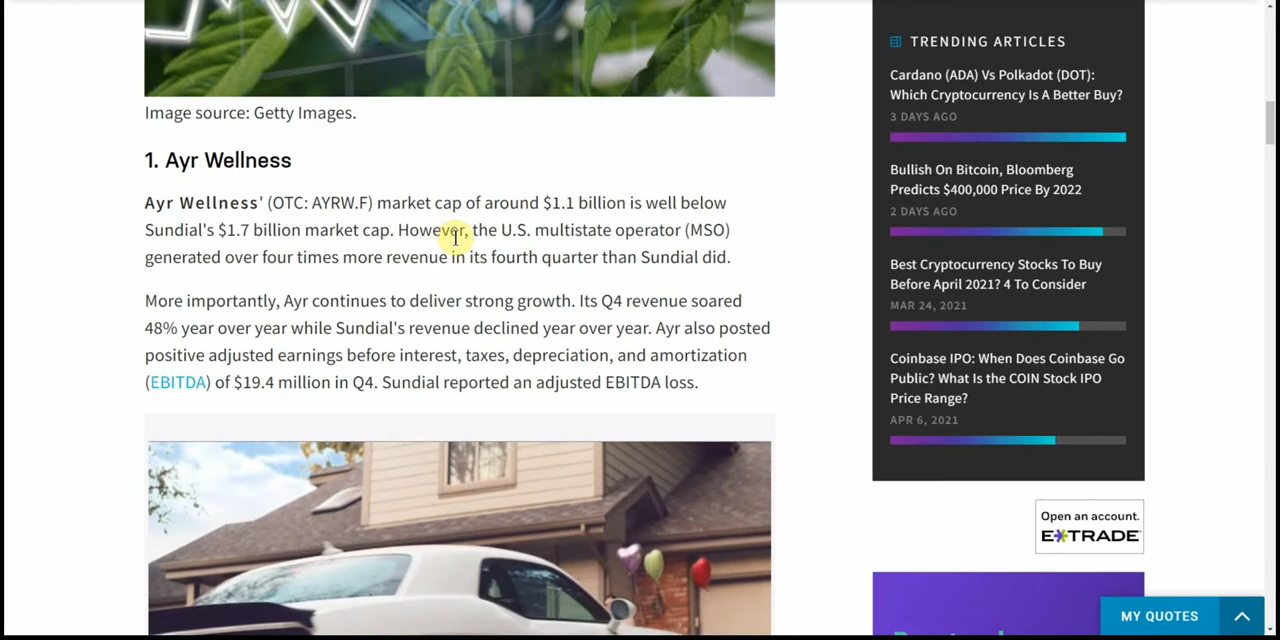 Image source: Getty Images.
1. Ayr Wellness
Ayr Wellness' (OTC: AYRW.F) market cap of around $1.1 billion is well below
Sundial's $1.7 billion market cap. However, the U.S. multistate operator (MSO)
generated over four times more revenue in its fourth quarter than Sundial did.
More importantly, Ayr continues to deliver strong growth. Its Q4 revenue soared
48% year over year while Sundial's revenue declined year over year. Ayr also posted
positive adjusted earnings before interest, taxes, depreciation, and amortization
(EBITDA) of $19.4 million in Q4. Sundial reported an adjusted EBITDA loss.
TRENDING ARTICLES
Cardano (ADA) Vs Polkadot (DOT):
Which Cryptocurrency Is A Better Buy?
3 DAYS AGO
Bullish On Bitcoin, Bloomberg
Predicts $400,000 Price By 2022
2 DAYS AGO
Best Cryptocurrency Stocks To Buy
Before April 2021? 4 To Consider
MAR 24, 2021
Coinbase IPO: When Does Coinbase Go
Public? What Is the COIN Stock IPO
Price Range?
APR 6, 2021
Open an account.
E*TRADE
MY QUOTES